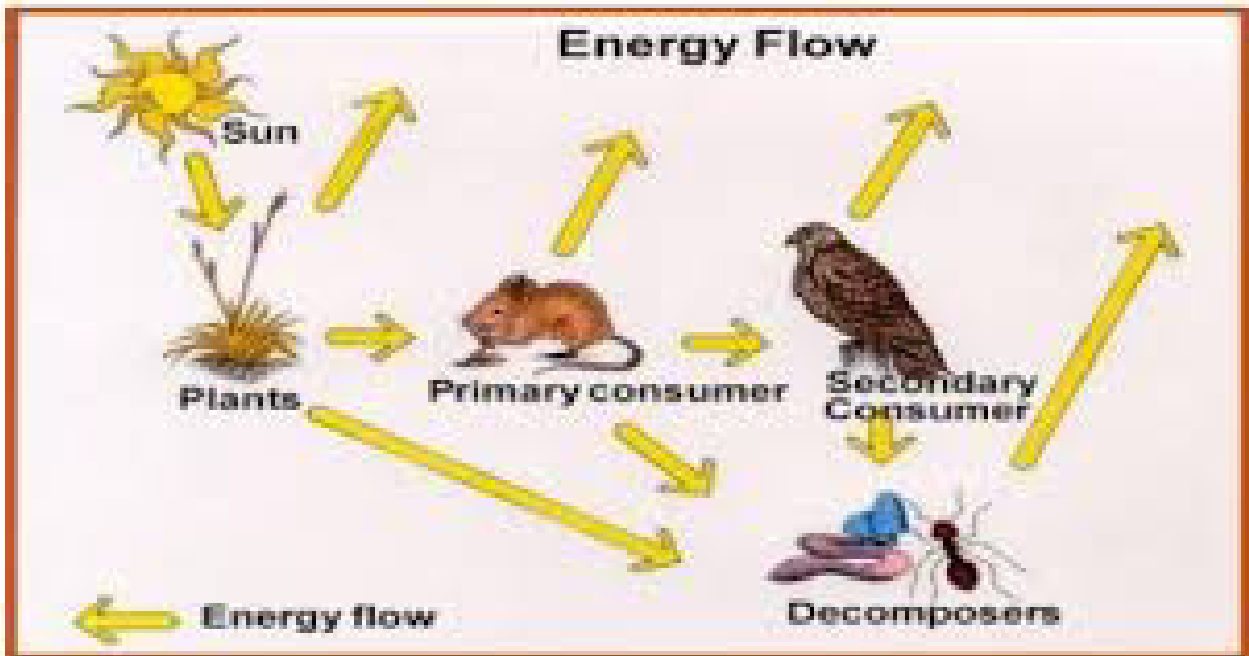 Energy Flow
Sun
Plants
Primary consumer
Secondary
Consumer
Decomposers
Energy flow